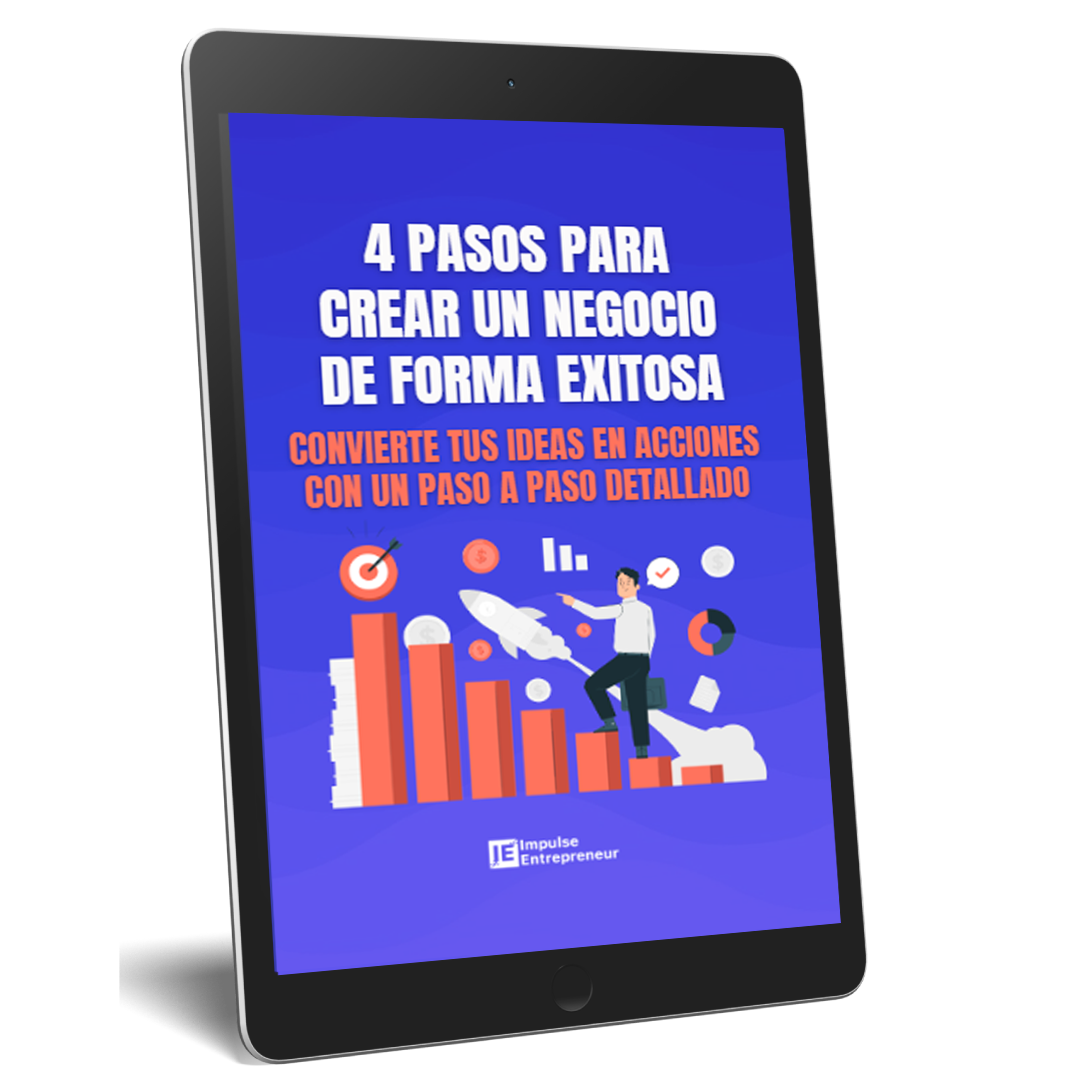 4 PASOS PARA
CREAR UN NEGOCIO
DE FORMA EXITOSA
CONVIERTE TUS IDEAS EN ACCIONES
CON UN PASO A PASO DETALLADO
$
$
$
$
$
IE Impulse
Entrepreneur